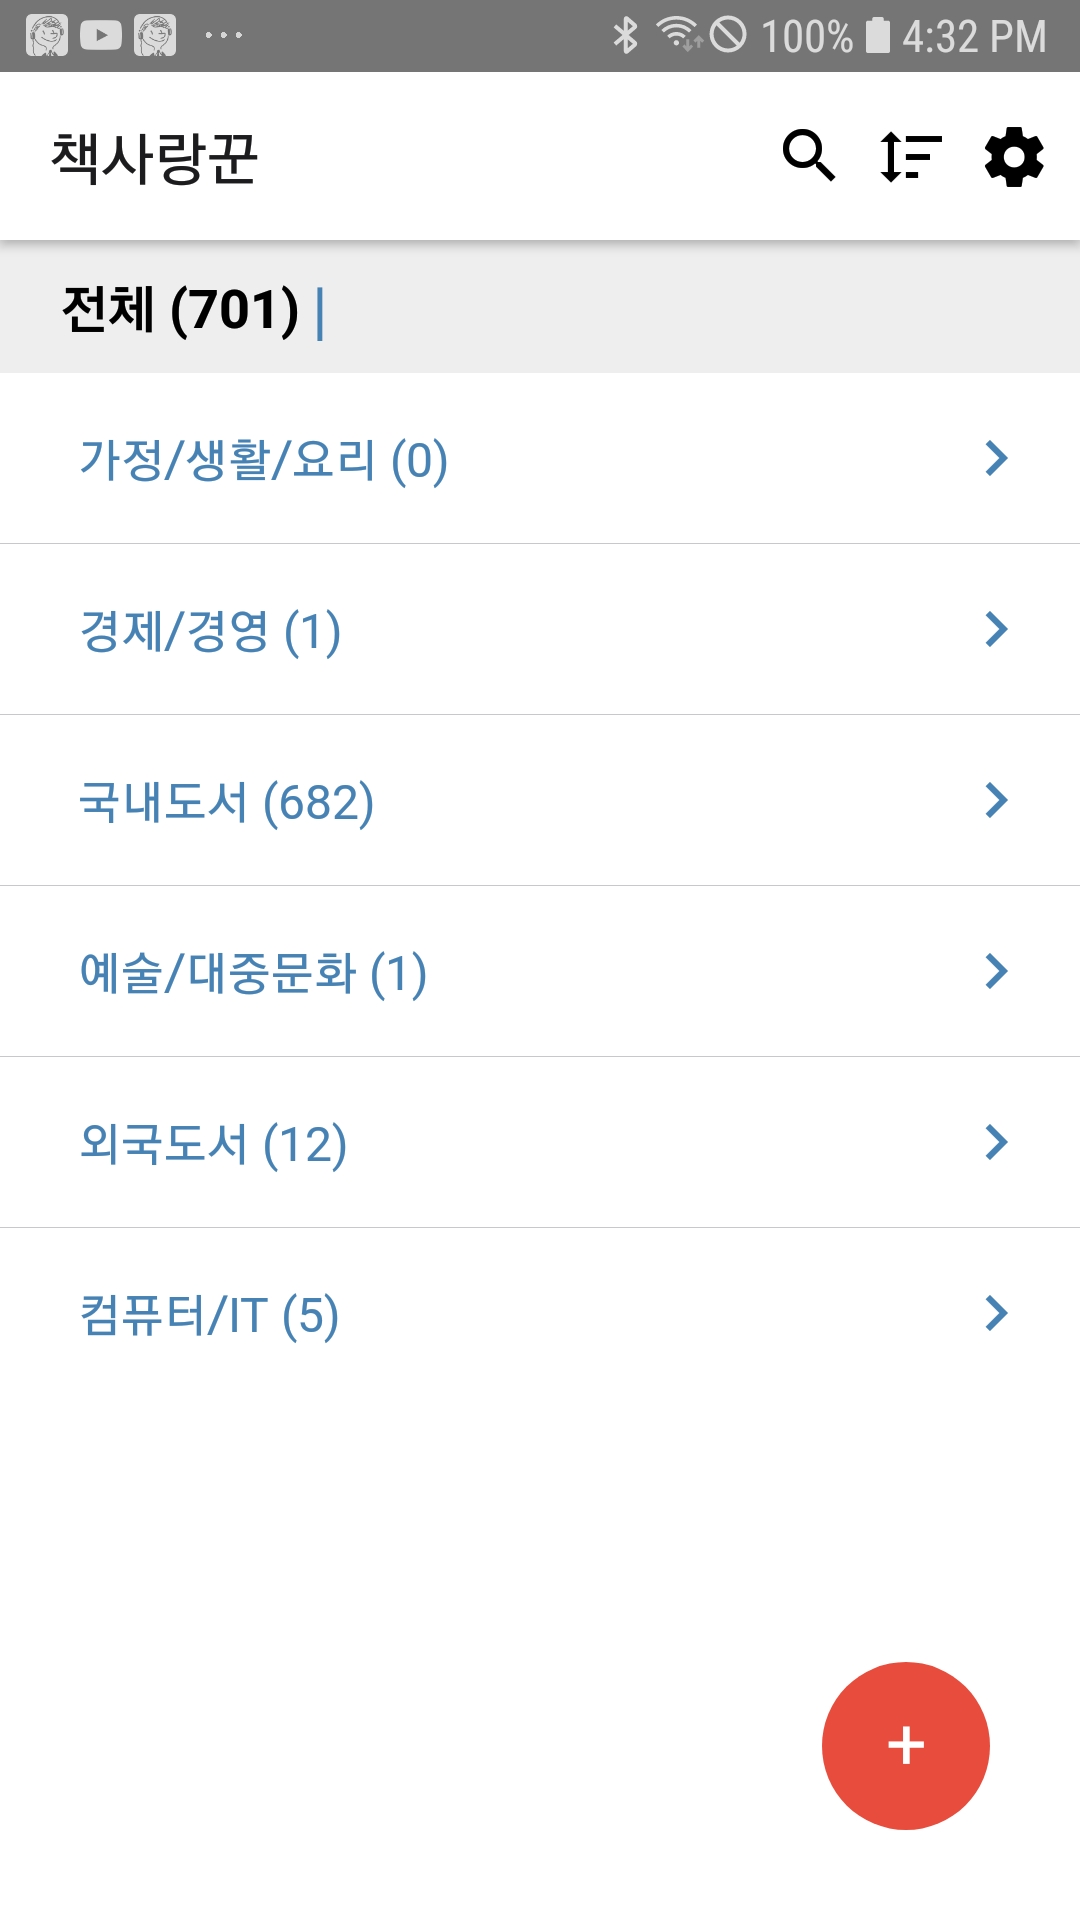 100% 4:32 PM
책사랑꾼
전체 (701) |
가정/생활/요리 (0)
경제/경영 (1)
국내도서 (682)
예술/대중문화 (1)
외국도서 (12)
컴퓨터/IT (5)
+